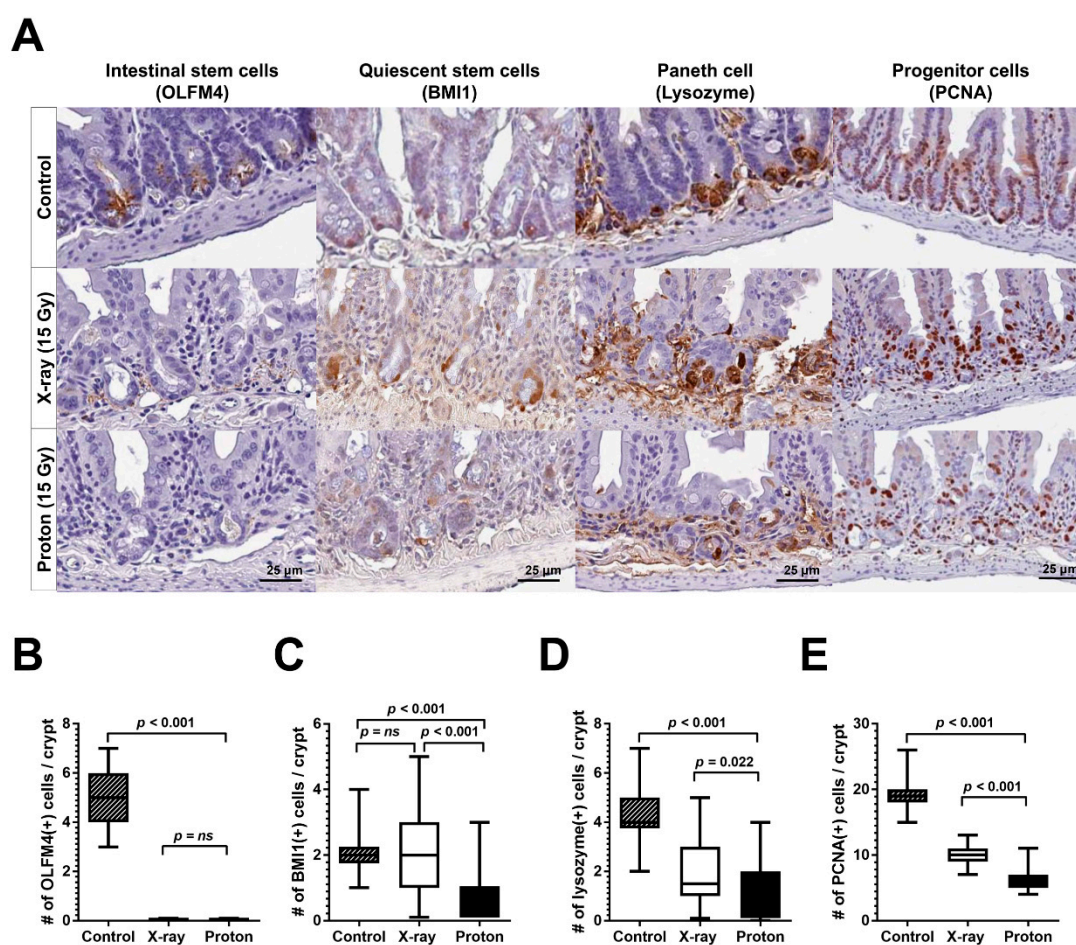 A
Intestinal stem cells
(OLFM4)
Quiescent stem cells
(BMI1)
Paneth cell
(Lysozyme)
Progenitor cells
(PCNA)
Control
X-ray (15 Gy)
Proton (15 Gy)
25 µm
25 µm
25 µm
25 µm
B
# of OLFM4(+) cells / crypt
8
6
4
2
0
p < 0.001
p = ns
Control X-ray Proton
C
# of BMI1(+) cells / crypt
6
4
2
0
p < 0.001
p = ns
p < 0.001
Control X-ray Proton
D
# of lysozyme(+) cells / crypt
8
6
4
2
0
p < 0.001
p = 0.022
Control X-ray Proton
E
# of PCNA(+) cells / crypt
30
20
10
0
p < 0.001
p < 0.001
Control X-ray Proton